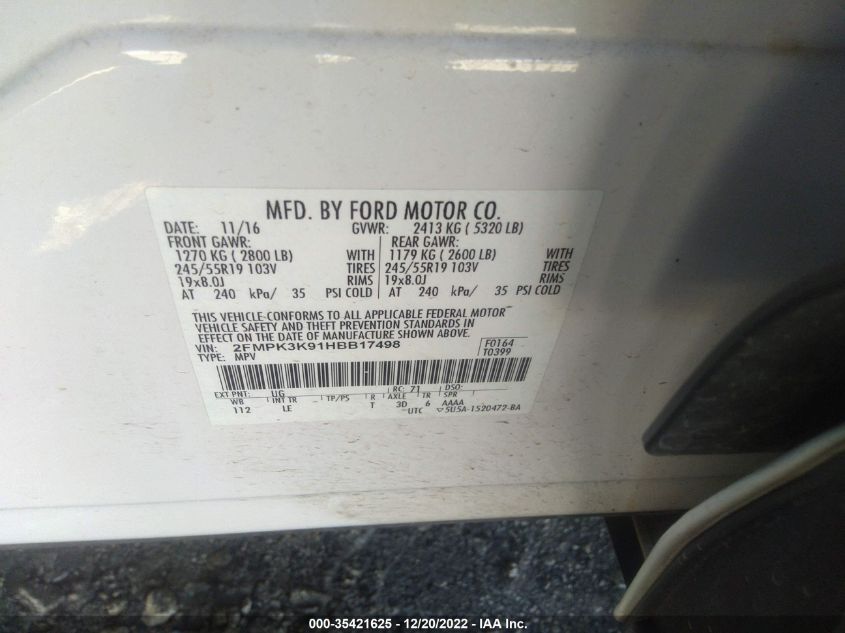 MFD. BY FORD MOTOR CO.
DATE: 11/16 GVWR: 2413 KG ( 5320 LB)
FRONT GAWR: REAR GAWR:
1270 KG ( 2800 LB) WITH 1179 KG ( 2600 LB) WITH
245/55R19 103V TIRES 245/55R19 103V TIRES
19x8.0J RIMS 19x8.0J RIMS
AT 240 kPa/ 35 PSI COLD AT 240 kPa/ 35 PSI COLD
THIS VEHICLE CONFORMS TO ALL APPLICABLE FEDERAL MOTOR
VEHICLE SAFETY AND THEFT PREVENTION STANDARDS IN
EFFECT ON THE DATE OF MANUFACTURE SHOWN ABOVE.
VIN: 2FMPK3K91HBB17498 F0164
TYPE: MPV T0399
EXT PNT: UG RC: 71 DSO:
WB INT TR TP/PS R AXLE TR SPR
112 LE T 3D 6 AAAA
UTC 5U5A-1520472-BA
000-35421625 - 12/20/2022 - IAA Inc.